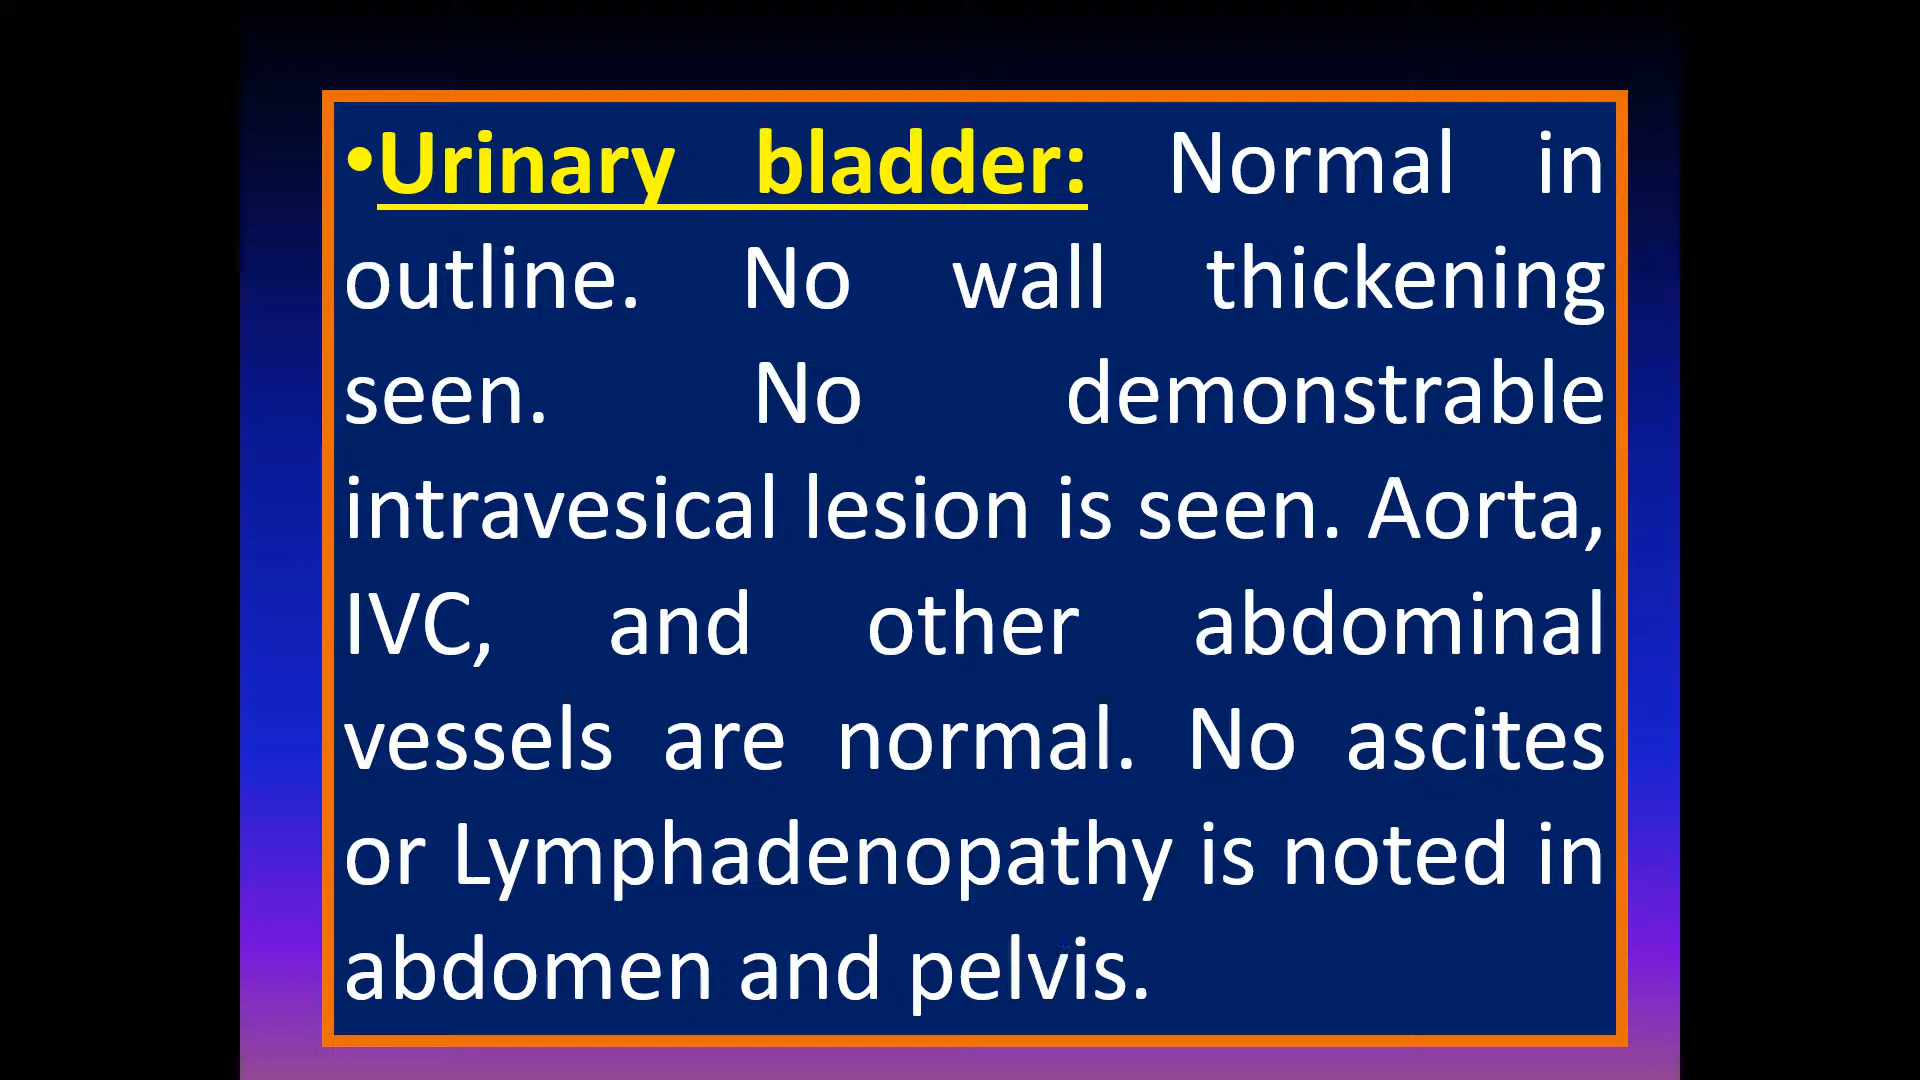 •Urinary bladder: Normal in
outline. No wall thickening
seen. No demonstrable
intravesical lesion is seen. Aorta,
IVC, and other abdominal
vessels are normal. No ascites
or Lymphadenopathy is noted in
abdomen and pelvis.